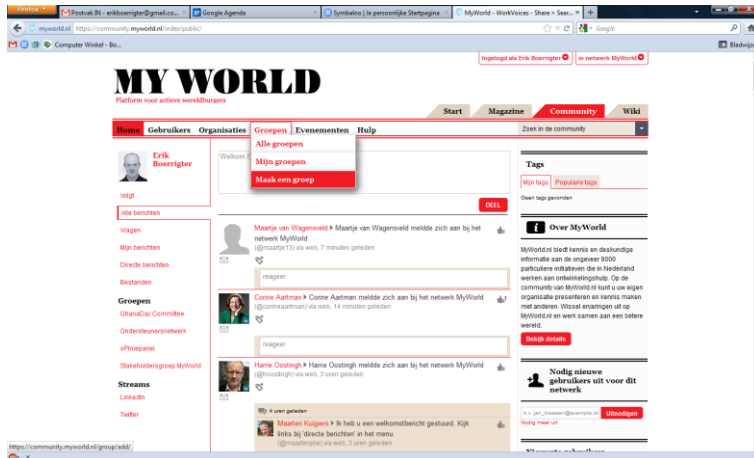 Firefox
Postvak IN - erikboerrigter@gmail.co...
Google Agenda
Symbaloo | Je persoonlijke Startpagina
MyWorld - WorkVoices - Share > Sear...
myworld.nl https://community.myworld.nl/index/public/
Google
Computer Winkel - Bo...
Bladwijz
Ingelogd als Erik Boerrigter
in netwerk MyWorld
MY WORLD
Platform voor actieve wereldburgers
Start Magazine Community Wiki
Home Gebruikers Organisaties Groepen Evenementen Hulp
Zoek in de community
Alle groepen
Mijn groepen
Maak een groep
Erik Boerrigter
Welkom
DEEL
Volgt
Alle berichten
Vragen
Mijn berichten
Directe berichten
Bestanden
Groepen
GhanaDay Committee
Ondersteunersnetwerk
oPINiepanel
Stakeholdersgroep MyWorld
Streams
LinkedIn
Twitter
Maartje van Wagensveld Maartje van Wagensveld meldde zich aan bij het
netwerk MyWorld
(@maartje13) via web, 7 minuten geleden
reageer
Corine Aartman Corine Aartman meldde zich aan bij het netwerk MyWorld
(@corineaartman) via web, 14 minuten geleden
reageer
Harrie Oostingh Harrie Oostingh meldde zich aan bij het netwerk MyWorld
(@hoostingh) via web, 3 uren geleden
4 uren geleden
Maarten Kuijpers Ik heb u een welkomstbericht gestuurd. Kijk
links bij 'directe berichten' in het menu.
via web, 3 uren geleden
Tags
Mijn tags Populaire tags
Geen tags gevonden
Over MyWorld
MyWorld.nl biedt kennis en deskundige
informatie aan de ongeveer 8000
particuliere initiatieven die in Nederland
werken aan ontwikkelingshulp. Op de
community van MyWorld.nl kunt u uw eigen
organisatie presenteren en kennis maken
met anderen. Wissel ervaringen uit op
MyWorld.nl en werk samen aan een betere
wereld.
Bekijk details
Nodig nieuwe
gebruikers uit voor dit
netwerk
b.v. jan_klaassen@example.co
Uitnodigen
Nodig meer uit
Nieuwste gebruikers
https://community.myworld.nl/group/add/